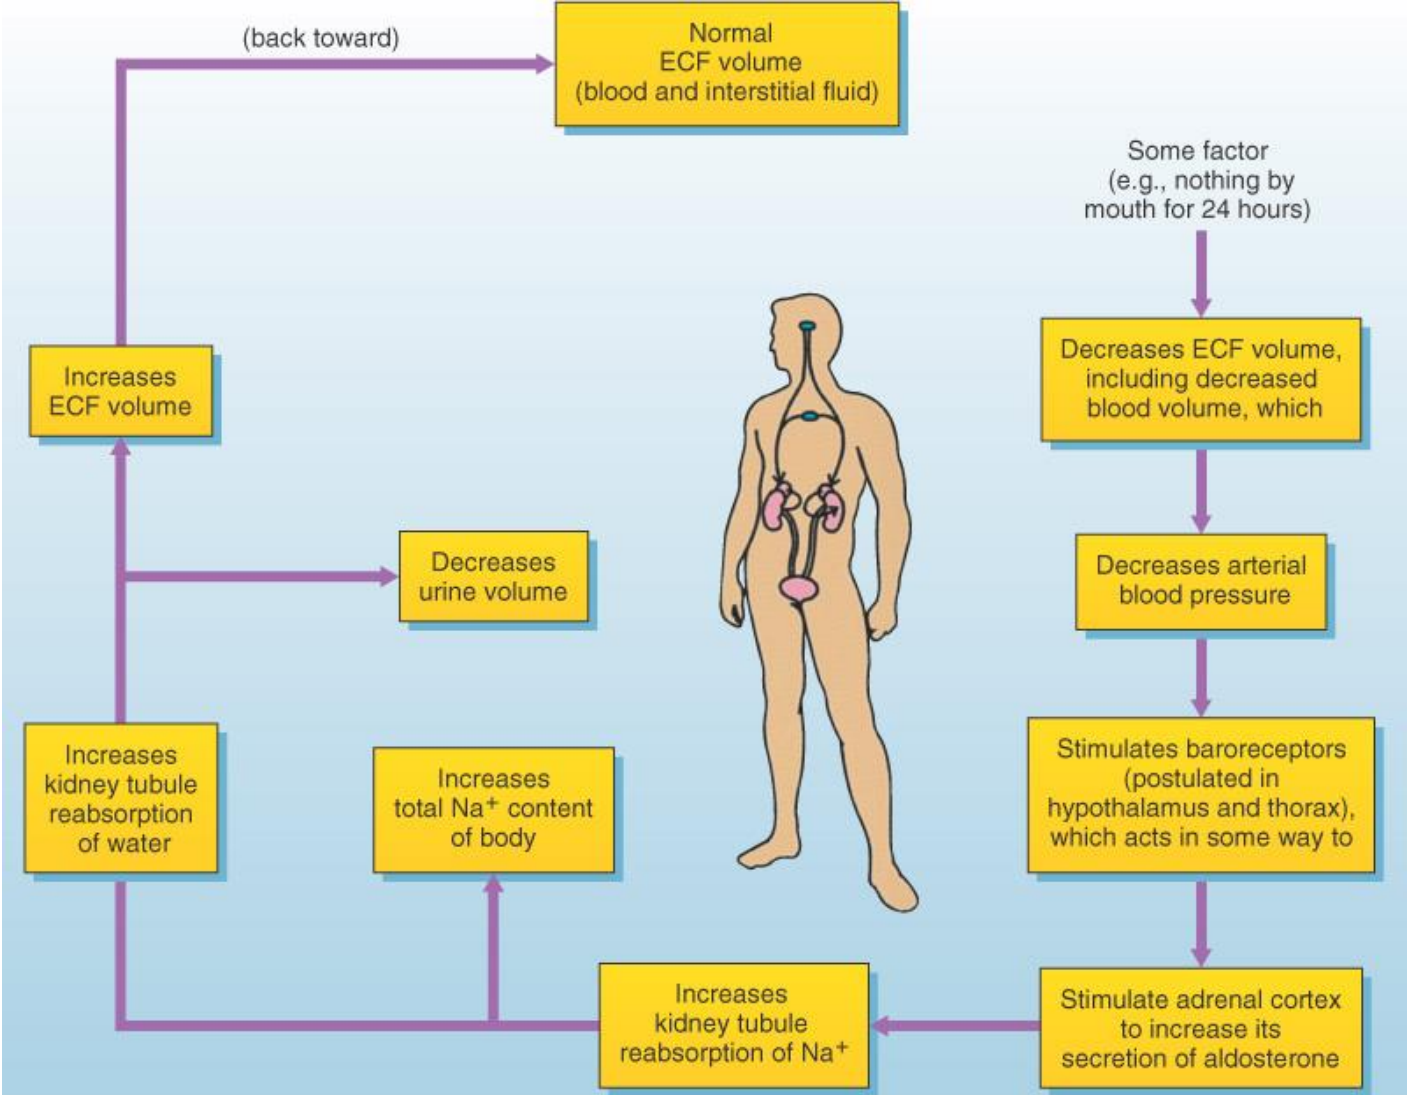 (back toward)
Normal
ECF volume
(blood and interstitial fluid)
Some factor
(e.g., nothing by
mouth for 24 hours)
Decreases ECF volume,
including decreased
blood volume, which
Decreases arterial
blood pressure
Stimulates baroreceptors
(postulated in
hypothalamus and thorax),
which acts in some way to
Stimulate adrenal cortex
to increase its
secretion of aldosterone
Increases
kidney tubule
reabsorption of Na⁺
Increases
total Na⁺ content
of body
Increases
kidney tubule
reabsorption
of water
Decreases
urine volume
Increases
ECF volume